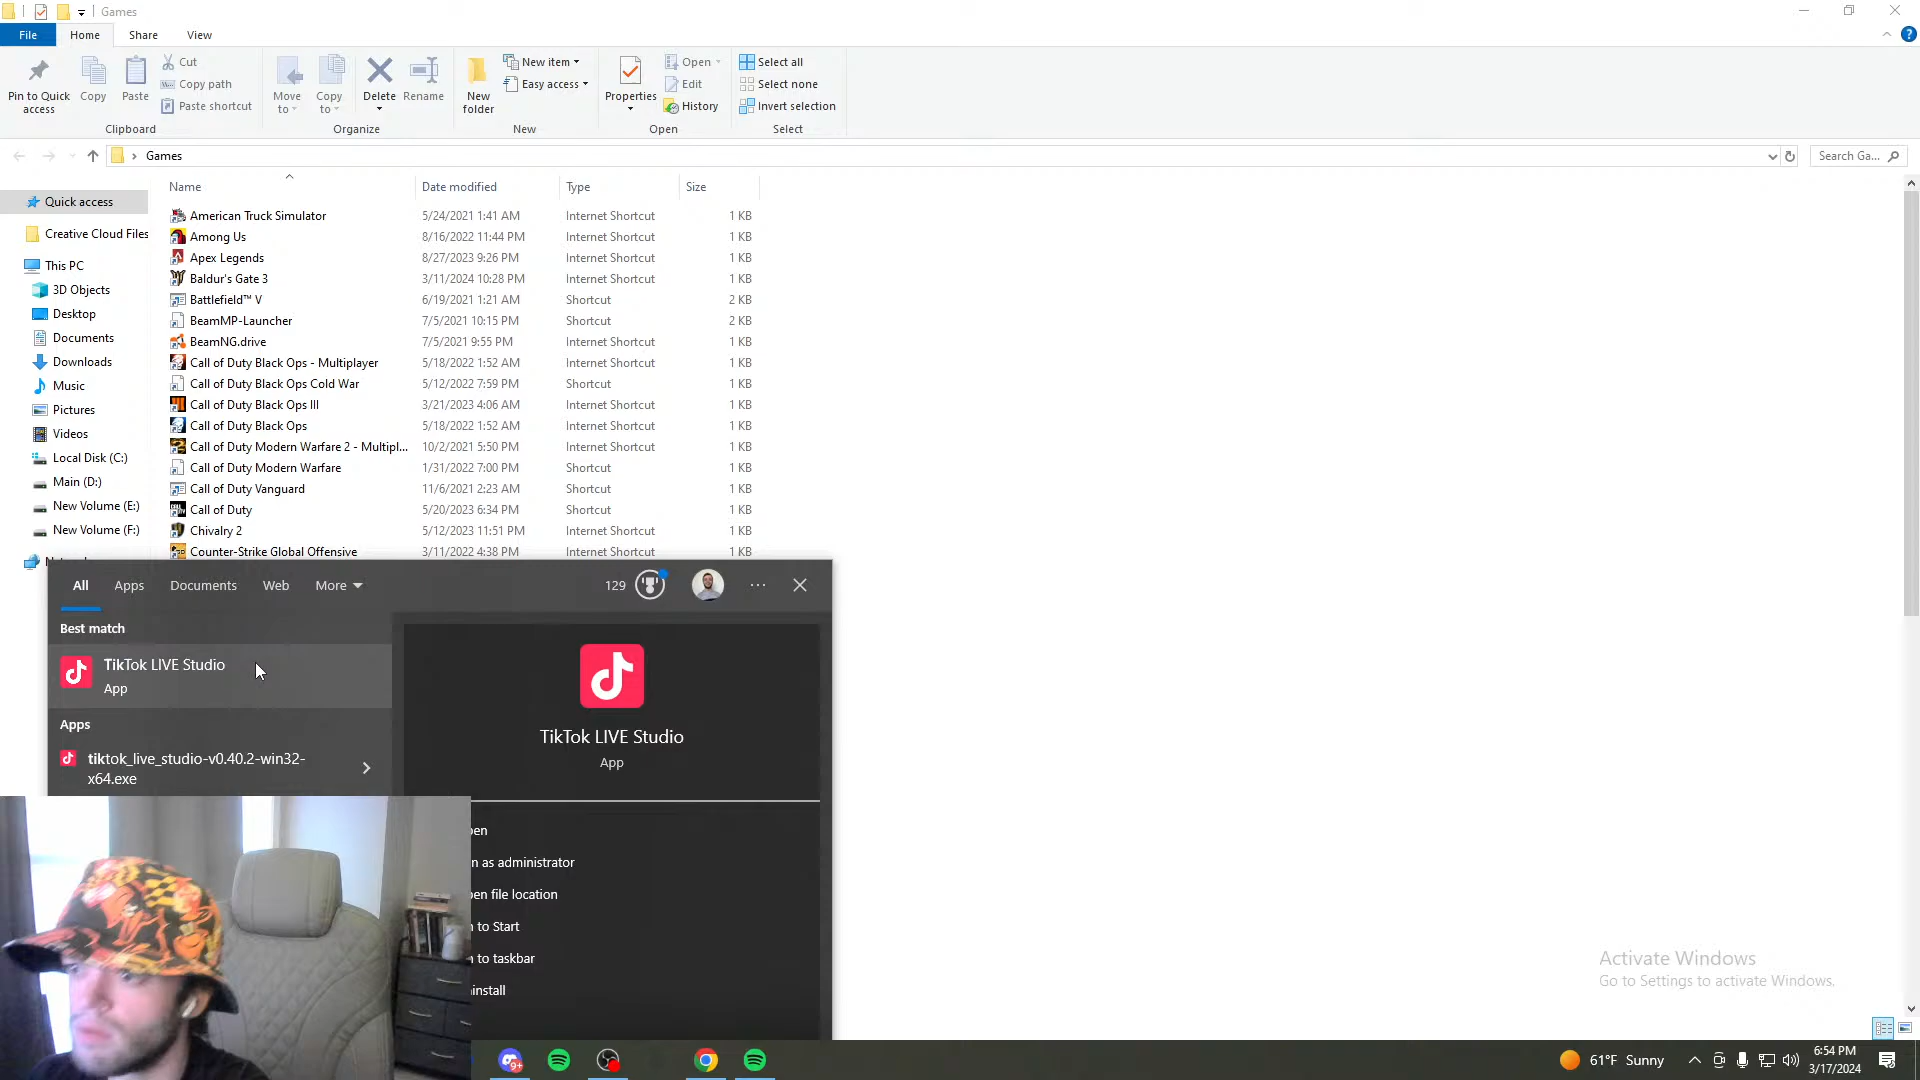 Games
File
Home
Share
View
Pin to Quick access
Copy
Paste
Cut
Copy path
Paste shortcut
Clipboard
Move to
Copy to
Delete
Rename
Organize
New folder
New item
Easy access
New
Properties
Open
Edit
History
Open
Select all
Select none
Invert selection
Select
Games
Search Ga...
Quick access
Creative Cloud Files
This PC
3D Objects
Desktop
Documents
Downloads
Music
Pictures
Videos
Local Disk (C:)
Main (D:)
New Volume (E:)
New Volume (F:)
Name Date modified Type Size
American Truck Simulator 5/24/2021 1:41 AM Internet Shortcut 1 KB
Among Us 8/16/2022 11:44 PM Internet Shortcut 1 KB
Apex Legends 8/27/2023 9:26 PM Internet Shortcut 1 KB
Baldur's Gate 3 3/11/2024 10:28 PM Internet Shortcut 1 KB
Battlefield™ V 6/19/2021 1:21 AM Shortcut 2 KB
BeamMP-Launcher 7/5/2021 10:15 PM Shortcut 2 KB
BeamNG.drive 7/5/2021 9:55 PM Internet Shortcut 1 KB
Call of Duty Black Ops - Multiplayer 5/18/2022 1:52 AM Internet Shortcut 1 KB
Call of Duty Black Ops Cold War 5/12/2022 7:59 PM Shortcut 1 KB
Call of Duty Black Ops III 3/21/2023 4:06 AM Internet Shortcut 1 KB
Call of Duty Black Ops 5/18/2022 1:52 AM Internet Shortcut 1 KB
Call of Duty Modern Warfare 2 - Multipl... 10/2/2021 5:50 PM Internet Shortcut 1 KB
Call of Duty Modern Warfare 1/31/2022 7:00 PM Shortcut 1 KB
Call of Duty Vanguard 11/6/2021 2:23 AM Shortcut 1 KB
Call of Duty 5/20/2023 6:34 PM Shortcut 1 KB
Chivalry 2 5/12/2023 11:51 PM Internet Shortcut 1 KB
Counter-Strike Global Offensive 3/11/2022 4:38 PM Internet Shortcut 1 KB
All Apps Documents Web More 129
Best match
TikTok LIVE Studio
App
Apps
tiktok_live_studio-v0.40.2-win32-
x64.exe
TikTok LIVE Studio
App
pen
n as administrator
pen file location
n to Start
n to taskbar
install
Activate Windows
Go to Settings to activate Windows.
9+
61°F Sunny
6:54 PM
3/17/2024